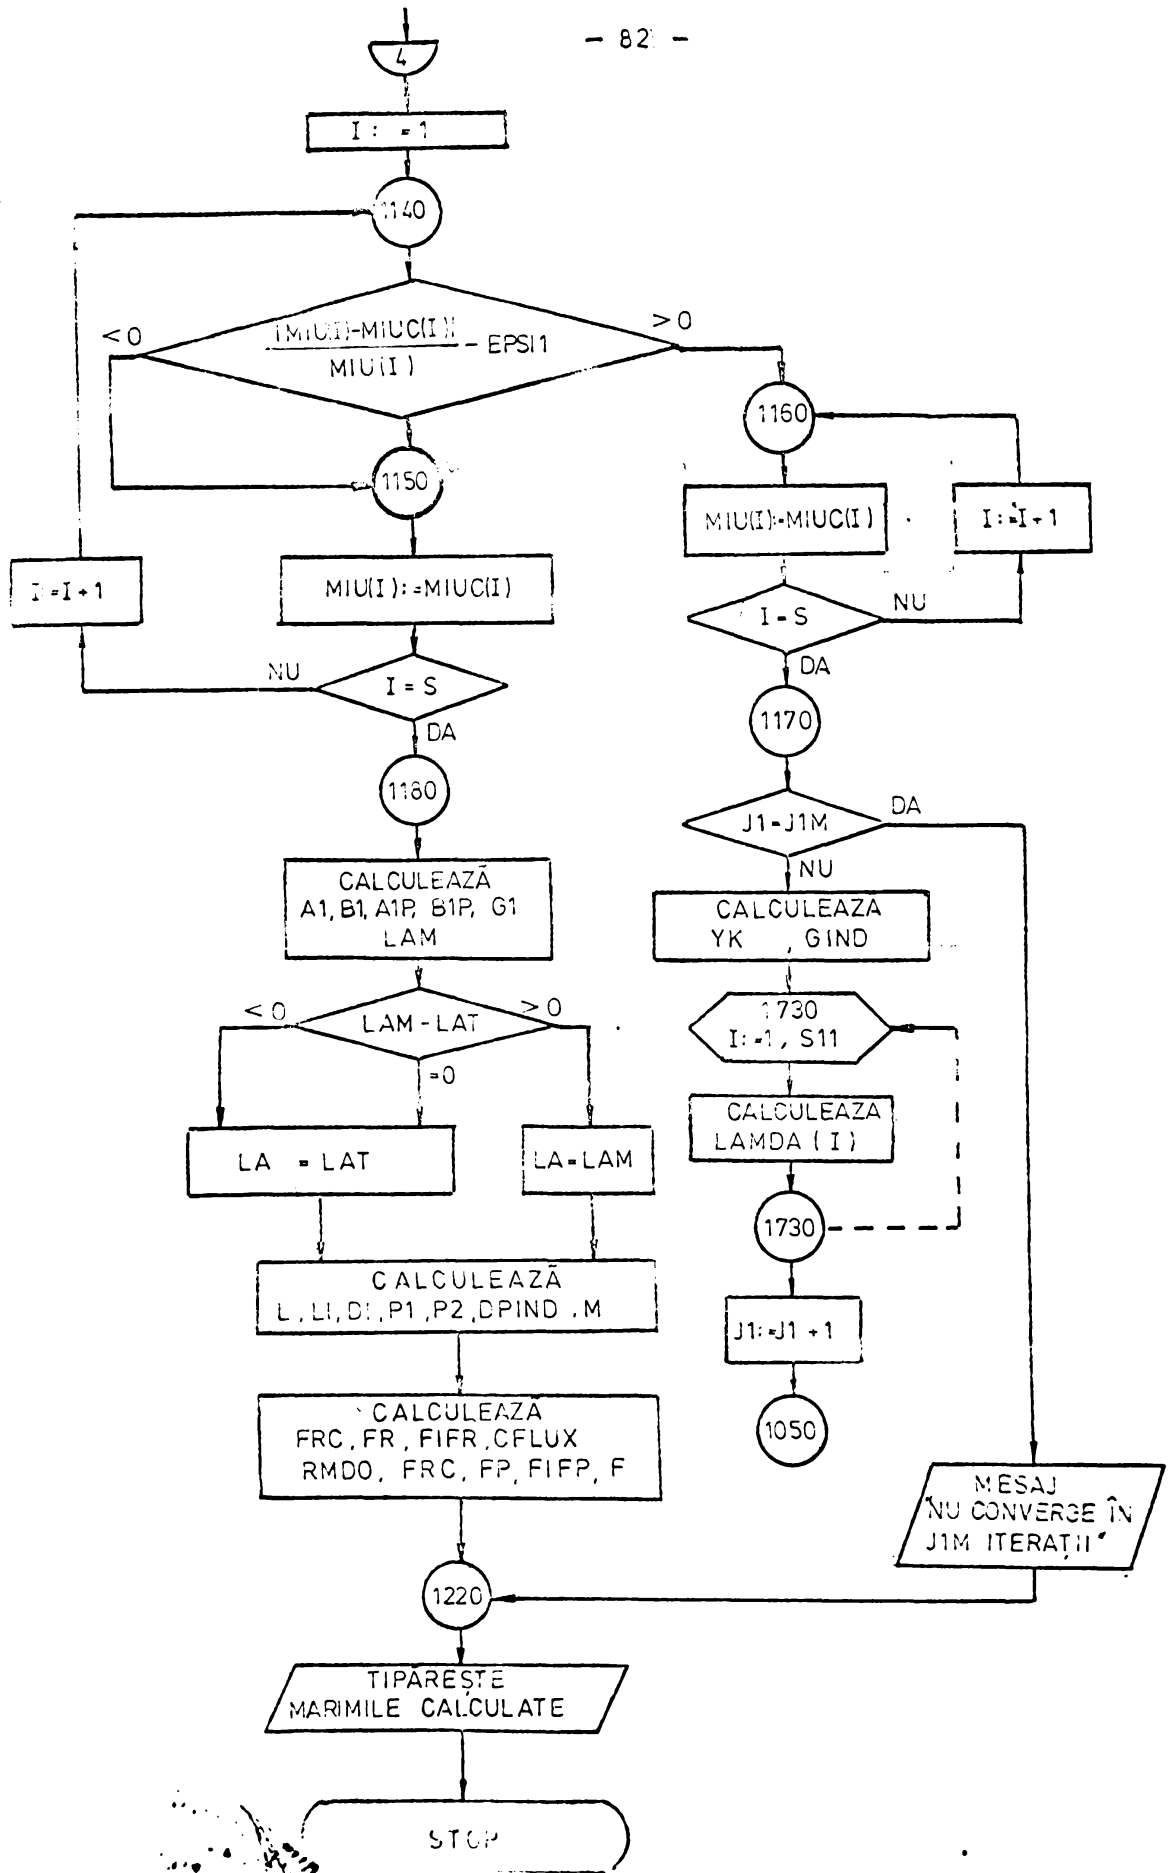 - 82 -
4
I : = 1
1140
< 0
> 0
|MIU(I)-MIUC(I)|
MIU(I)
- EPSI1
1160
1150
MIU(I):=MIUC(I)
I:=I+1
I:=I+1
MIU(I):=MIUC(I)
I = S
NU
DA
NU
I = S
DA
1170
1180
J1=J1M
DA
NU
CALCULEAZĂ
A1, B1, A1P, B1P, G1
LAM
CALCULEAZA
YK , GIND
< 0
LAM - LAT
> 0
=0
1730
I:=1, S11
CALCULEAZA
LAMDA (I)
LA = LAT
LA=LAM
1730
CALCULEAZĂ
L, LI, DI, P1, P2, DPIND, M
J1:=J1 + 1
CALCULEAZĂ
FRC, FR, FIFR, CFLUX
RMDO, FRC, FP, FIFP, F
1050
MESAJ
"NU CONVERGE ÎN
J1M ITERAȚII"
1220
TIPĂREȘTE
MARIMILE CALCULATE
STOP